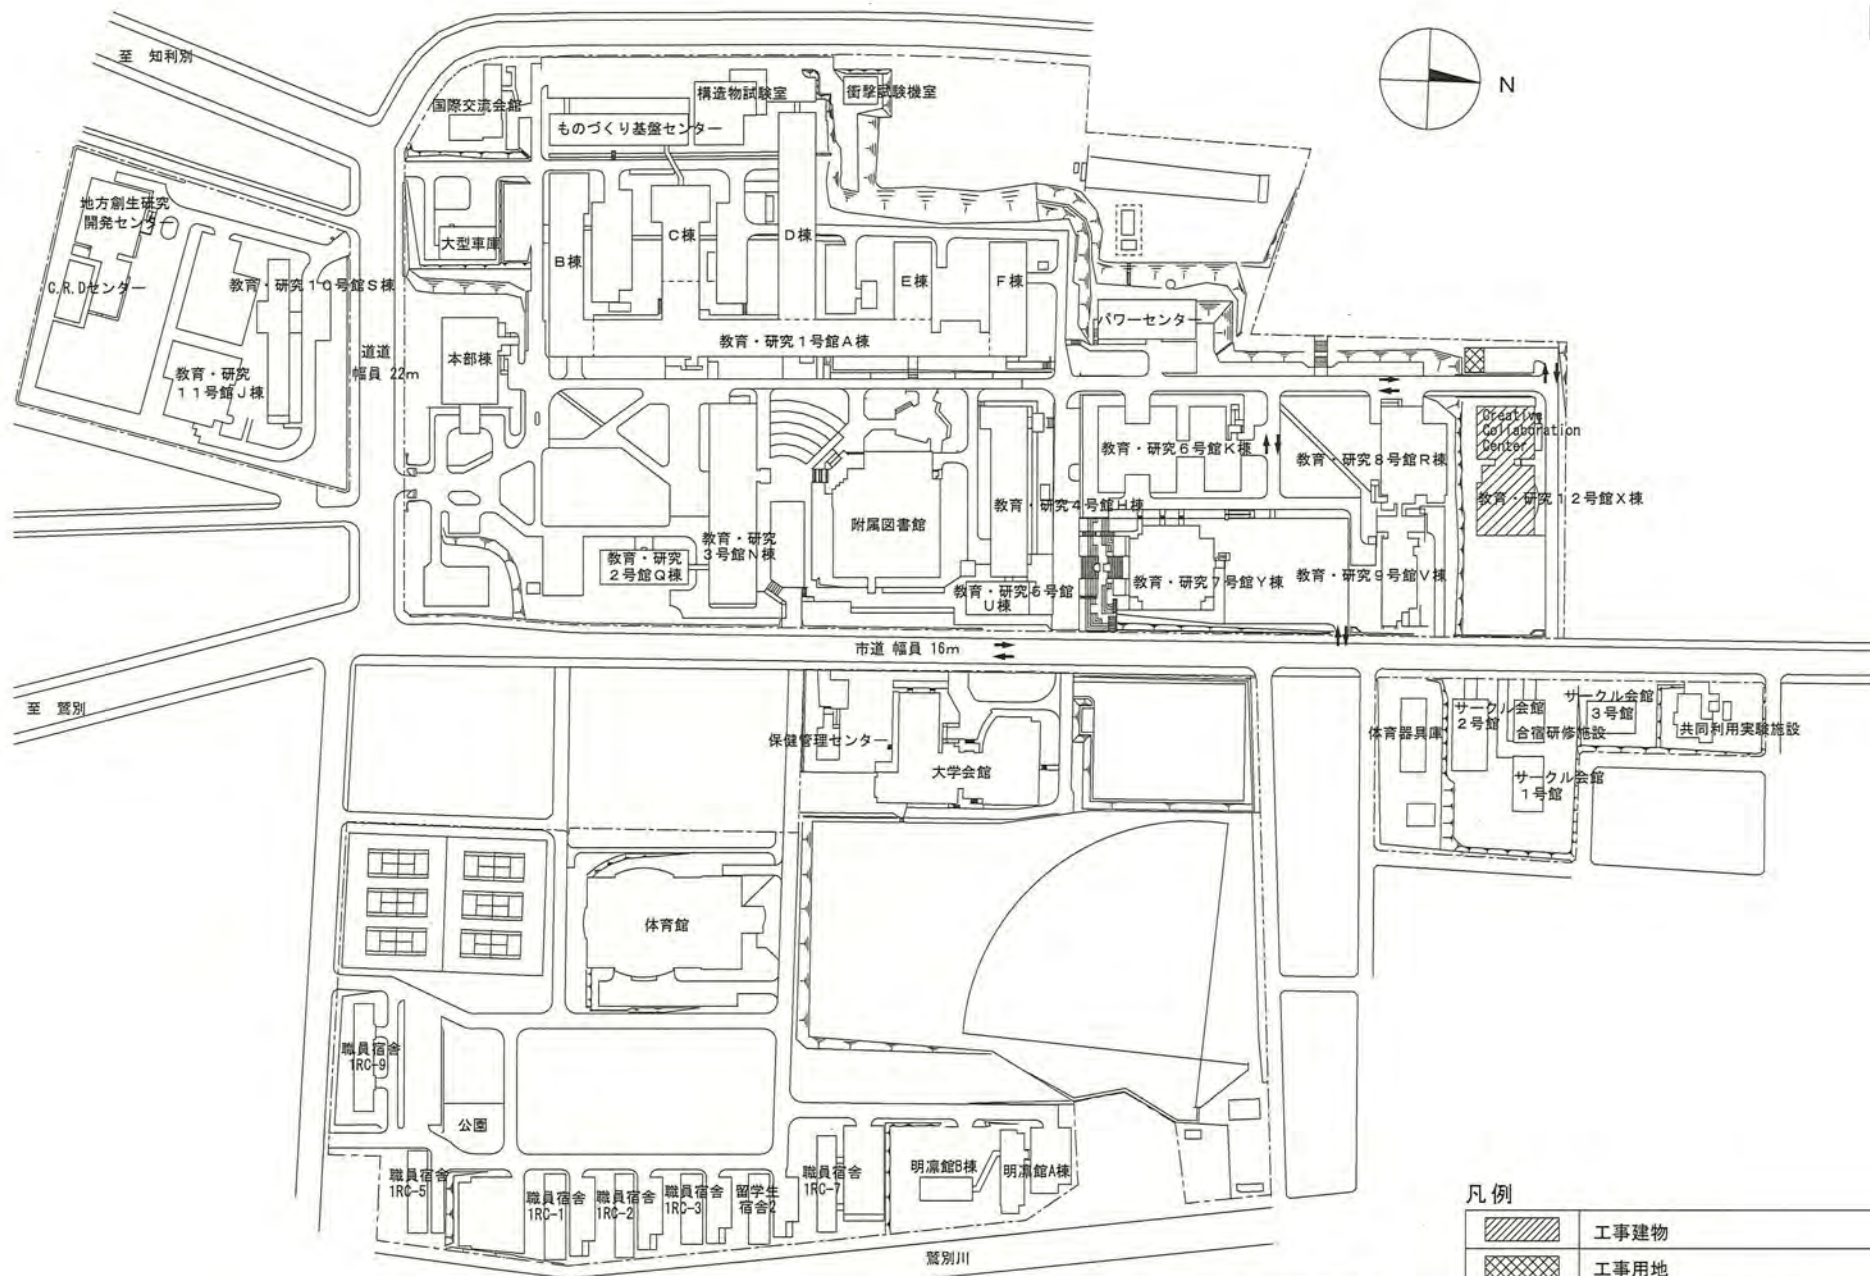 至 知利別
N
国際交流会館
構造物試験室
衝撃試験機室
ものづくり基盤センター
地方創生研究
開発センター
大型車庫
B棟
C棟
D棟
E棟
F棟
C.R.Dセンター
教育・研究10号館S棟
パワーセンター
教育・研究1号館A棟
道道
幅員 22m
本部棟
教育・研究
11号館J棟
Creative
Collaboration
Center
教育・研究6号館K棟
教育・研究8号館R棟
教育・研究12号館X棟
教育・研究4号館H棟
附属図書館
教育・研究
3号館N棟
教育・研究
2号館Q棟
教育・研究5号館
U棟
教育・研究7号館Y棟
教育・研究9号館V棟
市道 幅員 16m
至 鷲別
保健管理センター
大学会館
体育器具庫
サークル会館
2号館
合宿研修施設
サークル会館
3号館
共同利用実験施設
サークル会館
1号館
体育館
職員宿舎
1RC-9
公園
職員宿舎
1RC-5
職員宿舎
1RC-1
職員宿舎
1RC-2
職員宿舎
1RC-3
留学生
宿舎2
職員宿舎
1RC-7
明凛館B棟
明凛館A棟
鷲別川
凡例
工事建物
工事用地